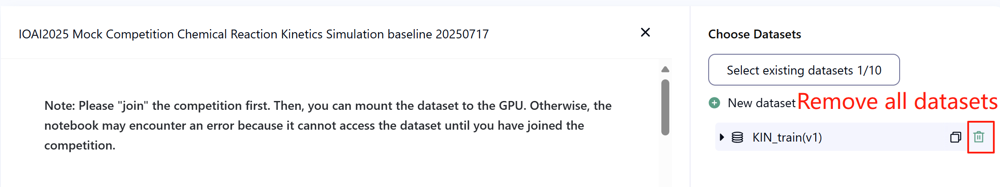 IOAI2025 Mock Competition Chemical Reaction Kinetics Simulation baseline 20250717
Note: Please "join" the competition first. Then, you can mount the dataset to the GPU. Otherwise, the
notebook may encounter an error because it cannot access the dataset until you have joined the
competition.
Choose Datasets
Select existing datasets 1/10
New dataset Remove all datasets
KIN_train(v1)